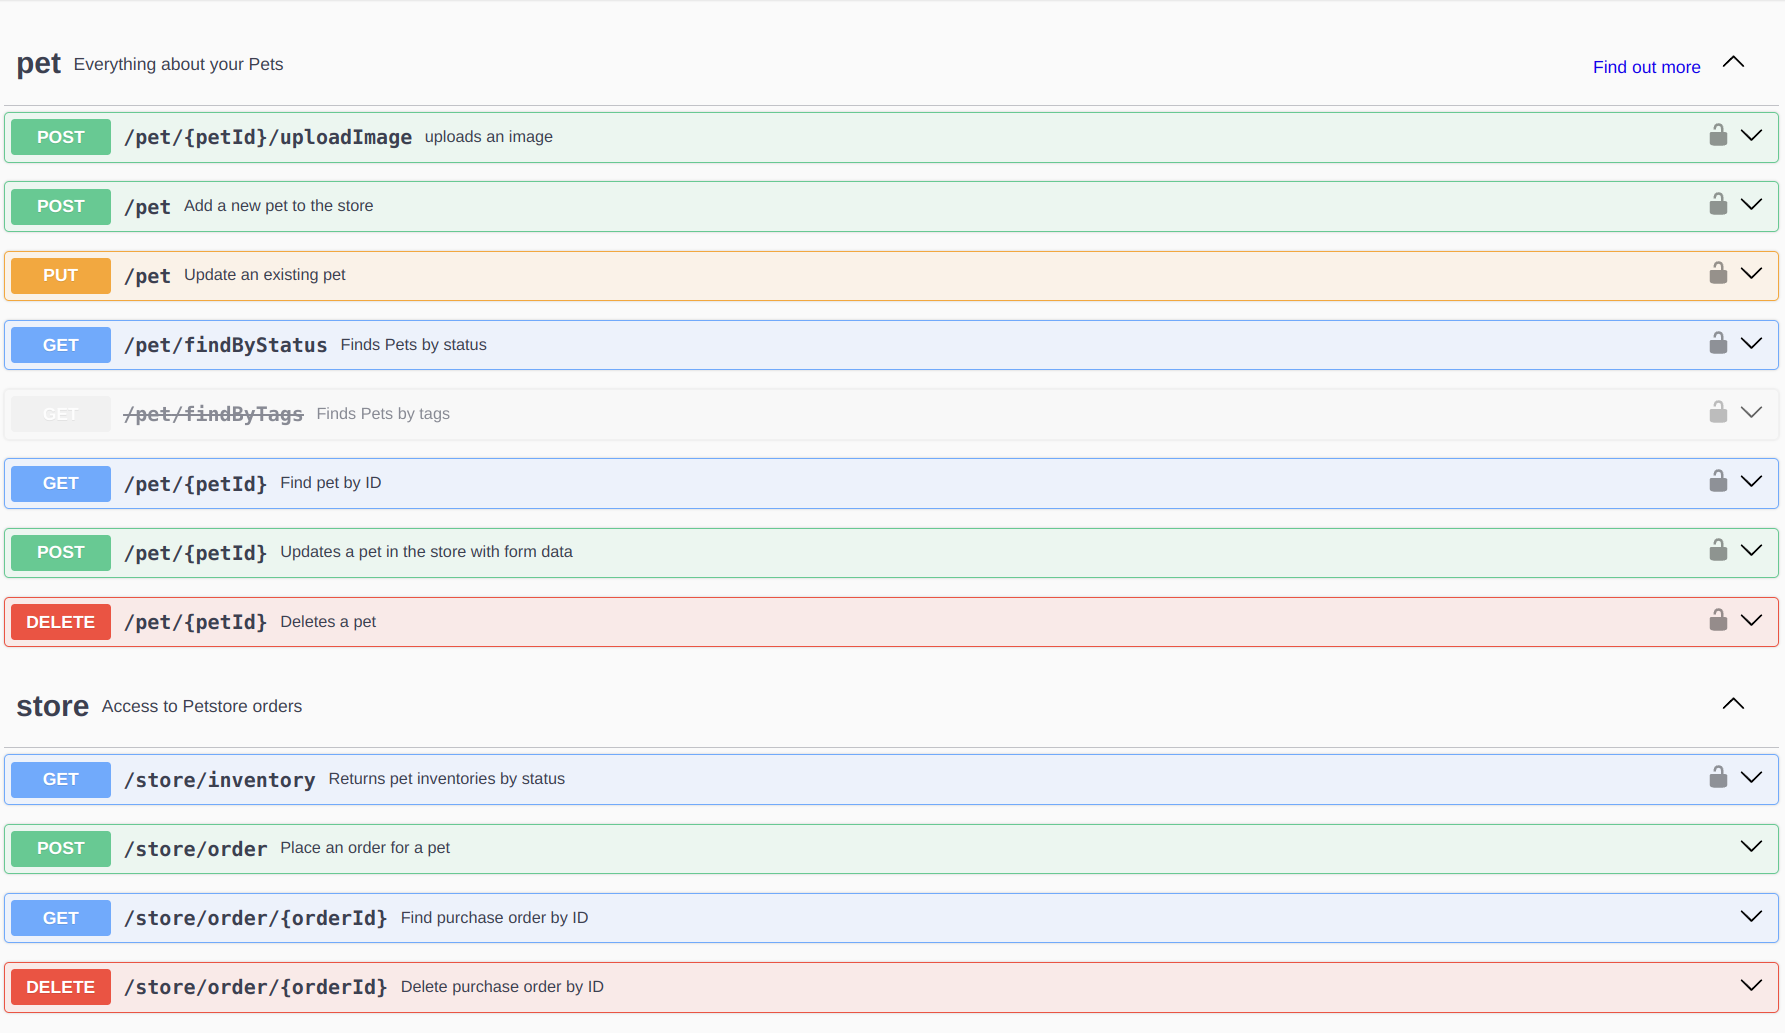 pet Everything about your Pets Find out more
POST /pet/{petId}/uploadImage uploads an image
POST /pet Add a new pet to the store
PUT /pet Update an existing pet
GET /pet/findByStatus Finds Pets by status
GET /pet/findByTags Finds Pets by tags
GET /pet/{petId} Find pet by ID
POST /pet/{petId} Updates a pet in the store with form data
DELETE /pet/{petId} Deletes a pet
store Access to Petstore orders
GET /store/inventory Returns pet inventories by status
POST /store/order Place an order for a pet
GET /store/order/{orderId} Find purchase order by ID
DELETE /store/order/{orderId} Delete purchase order by ID